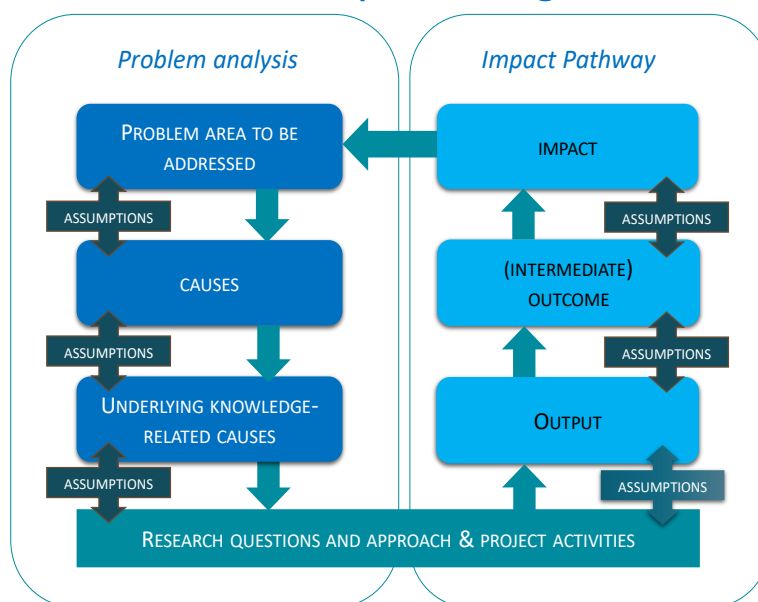 Problem analysis
Impact Pathway
PROBLEM AREA TO BE
ADDRESSED
IMPACT
ASSUMPTIONS
ASSUMPTIONS
CAUSES
(INTERMEDIATE)
OUTCOME
ASSUMPTIONS
ASSUMPTIONS
UNDERLYING KNOWLEDGE-
RELATED CAUSES
OUTPUT
ASSUMPTIONS
ASSUMPTIONS
RESEARCH QUESTIONS AND APPROACH & PROJECT ACTIVITIES